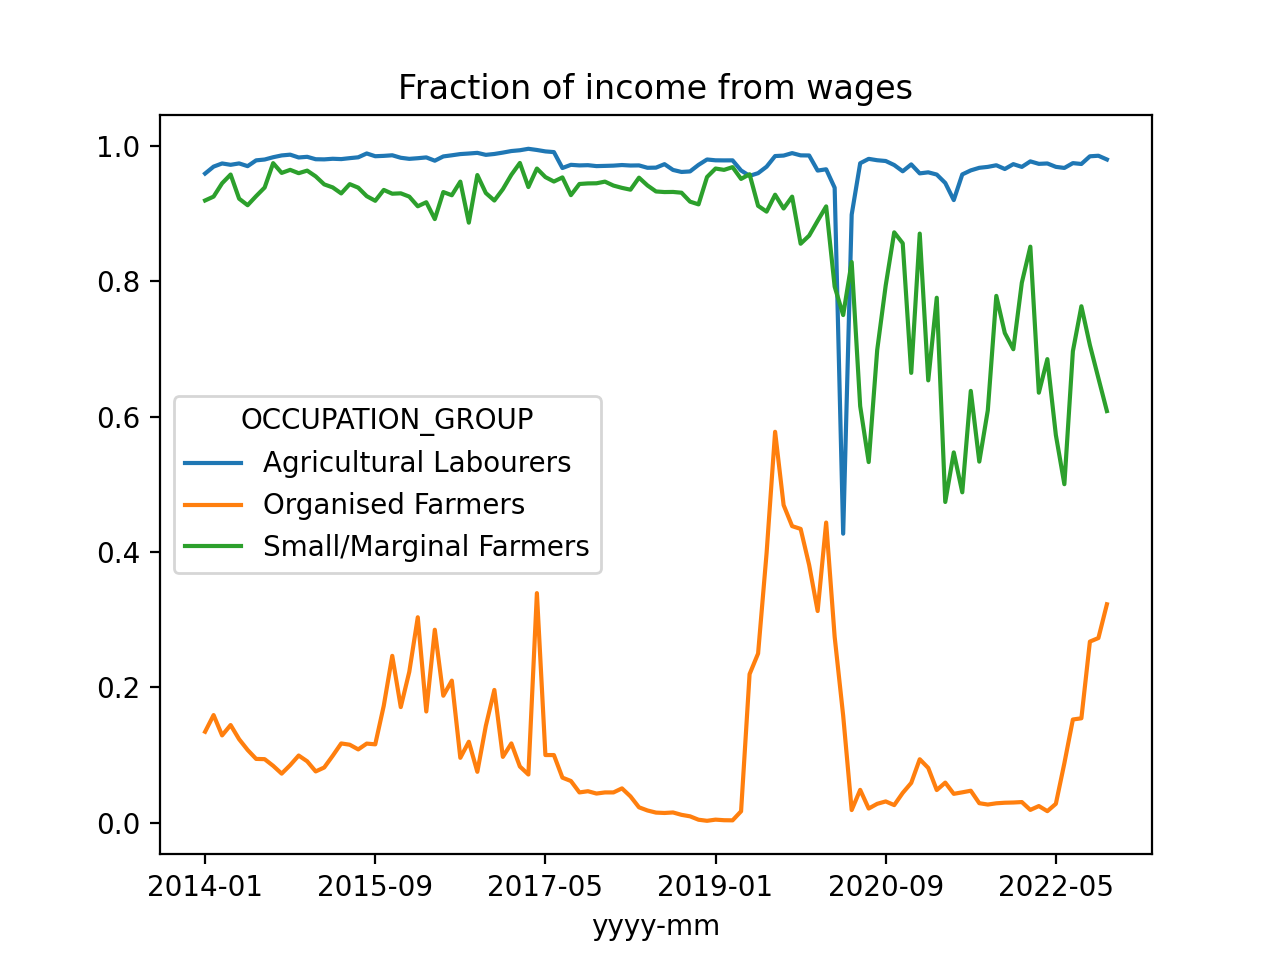 Fraction of income from wages
1.0
0.8
0.6
0.4
0.2
0.0
OCCUPATION_GROUP
Agricultural Labourers
Organised Farmers
Small/Marginal Farmers
2014-01 2015-09 2017-05 2019-01 2020-09 2022-05
yyyy-mm